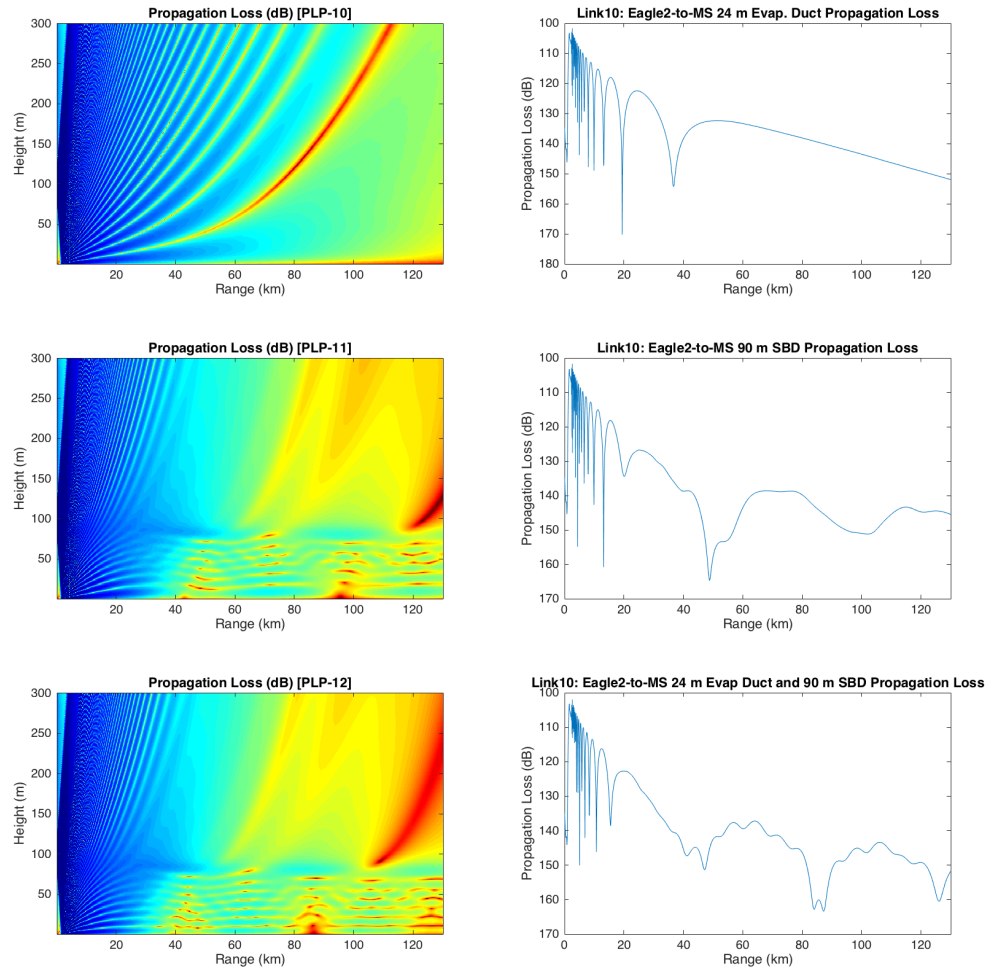 Propagation Loss (dB) [PLP-10]
Height (m)
300
250
200
150
100
50
20 40 60 80 100 120
Range (km)
Link10: Eagle2-to-MS 24 m Evap. Duct Propagation Loss
Propagation Loss (dB)
100
110
120
130
140
150
160
170
180
0 20 40 60 80 100 120
Range (km)
Propagation Loss (dB) [PLP-11]
Height (m)
300
250
200
150
100
50
20 40 60 80 100 120
Range (km)
Link10: Eagle2-to-MS 90 m SBD Propagation Loss
Propagation Loss (dB)
100
110
120
130
140
150
160
170
0 20 40 60 80 100 120
Range (km)
Propagation Loss (dB) [PLP-12]
Height (m)
300
250
200
150
100
50
20 40 60 80 100 120
Range (km)
Link10: Eagle2-to-MS 24 m Evap Duct and 90 m SBD Propagation Loss
Propagation Loss (dB)
100
110
120
130
140
150
160
170
0 20 40 60 80 100 120
Range (km)